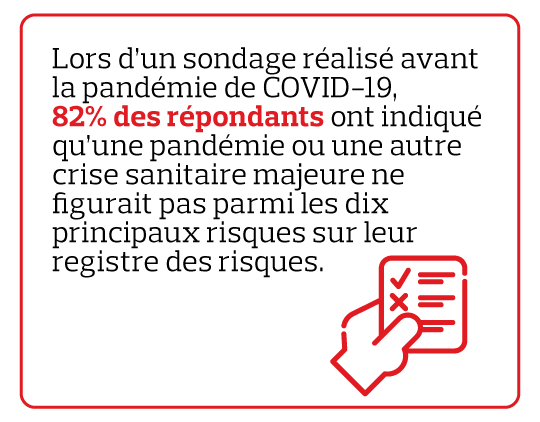 Lors d’un sondage réalisé avant
la pandémie de COVID–19,
82% des répondants ont indiqué
qu’une pandémie ou une autre
crise sanitaire majeure ne
figurait pas parmi les dix
principaux risques sur leur
registre des risques.